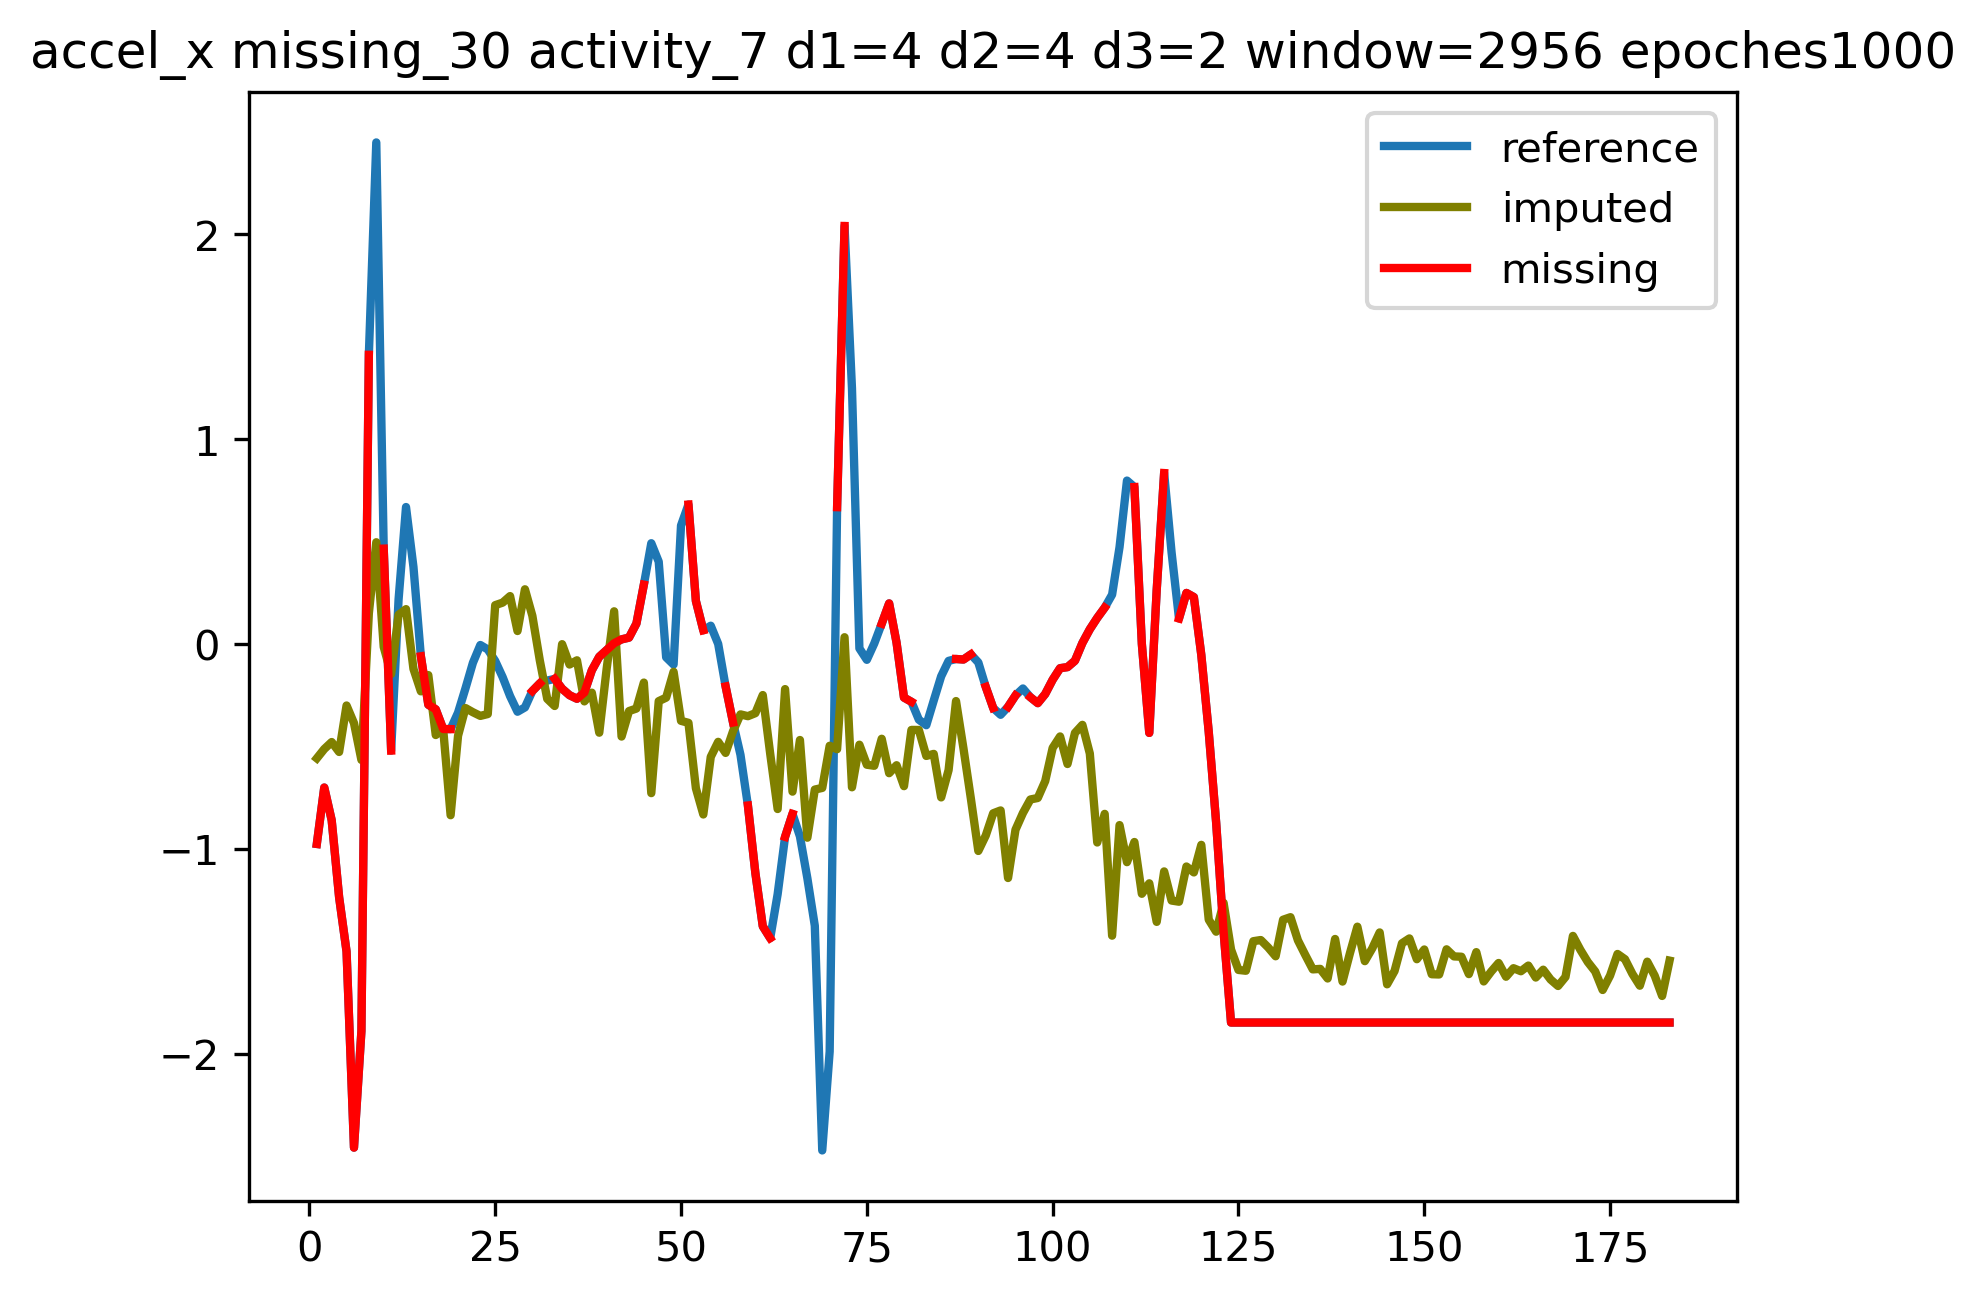 accel_x missing_30 activity_7 d1=4 d2=4 d3=2 window=2956 epoches1000
reference
imputed
missing
2
1
0
−1
−2
0 25 50 75 100 125 150 175